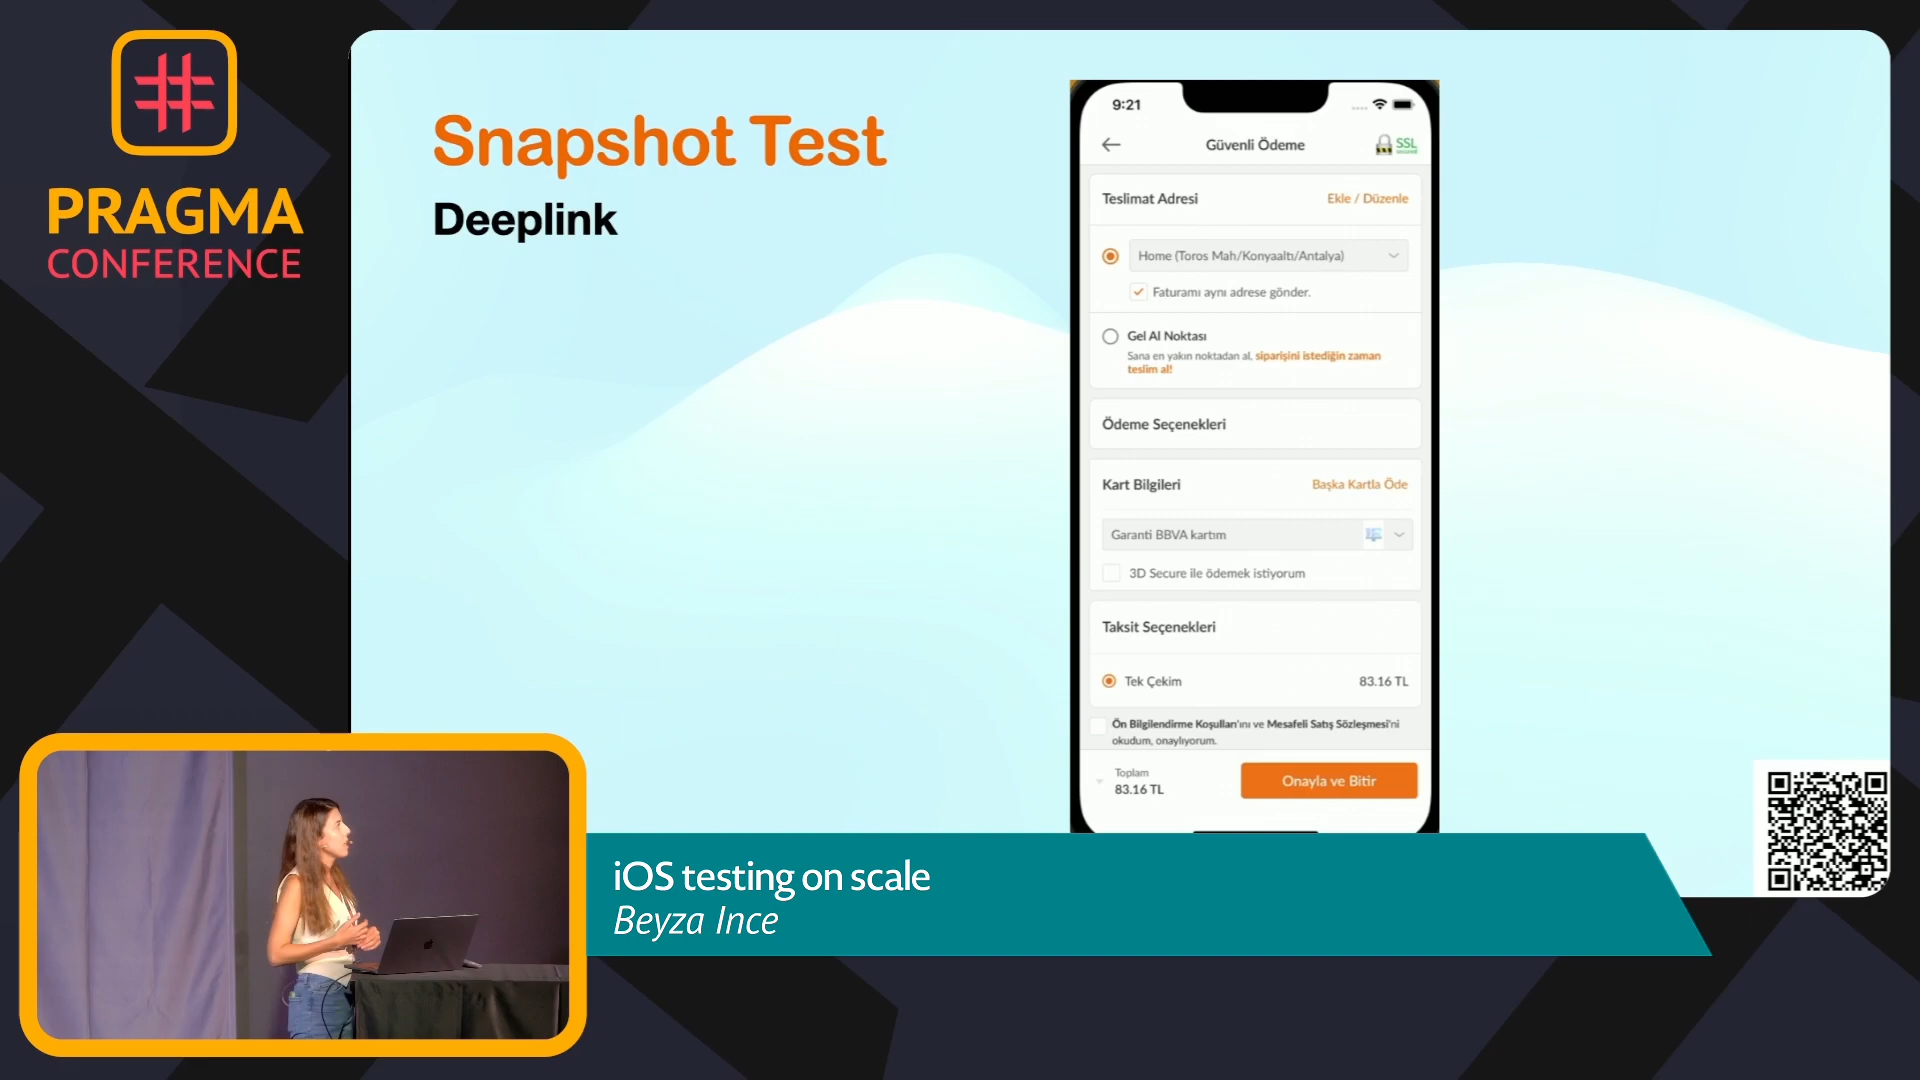 PRAGMA
CONFERENCE
Snapshot Test
Deeplink
9:21
Güvenli Ödeme
SSL
Teslimat Adresi
Ekle / Düzenle
Home (Toros Mah/Konyaaltı/Antalya)
Faturamı aynı adrese gönder.
Gel Al Noktası
Sana en yakın noktadan al, siparişini istediğin zaman
teslim al!
Ödeme Seçenekleri
Kart Bilgileri
Başka Kartla Öde
Garanti BBVA kartım
3D Secure ile ödemek istiyorum
Taksit Seçenekleri
Tek Çekim
83.16 TL
Ön Bilgilendirme Koşulları'nı ve Mesafeli Satış Sözleşmesi'ni
okudum, onaylıyorum.
Toplam
83.16 TL
Onayla ve Bitir
iOS testing on scale
Beyza Ince